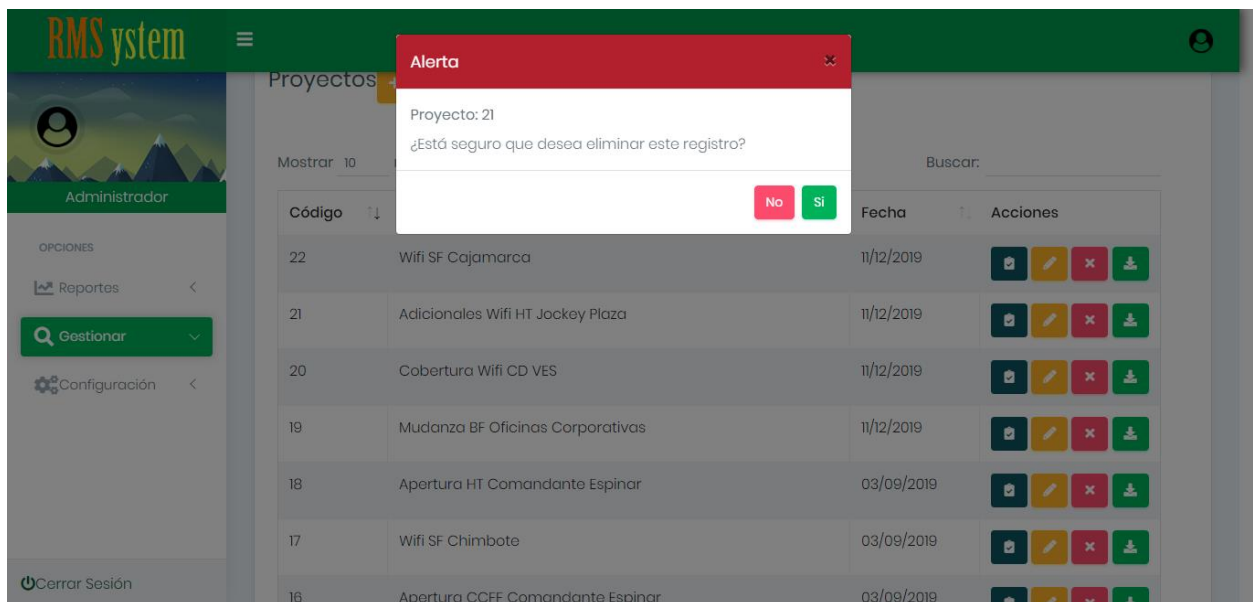 RMSystem
Alerta
Proyecto: 21
¿Está seguro que desea eliminar este registro?
No
Si
Proyectos
Mostrar 10
Buscar:
Administrador
OPCIONES
Reportes
Gestionar
Configuración
Cerrar Sesión
Código Fecha Acciones
22 Wifi SF Cajamarca 11/12/2019
21 Adicionales Wifi HT Jockey Plaza 11/12/2019
20 Cobertura Wifi CD VES 11/12/2019
19 Mudanza BF Oficinas Corporativas 11/12/2019
18 Apertura HT Comandante Espinar 03/09/2019
17 Wifi SF Chimbote 03/09/2019
16 Apertura CCFF Comandante Espinar 03/09/2019